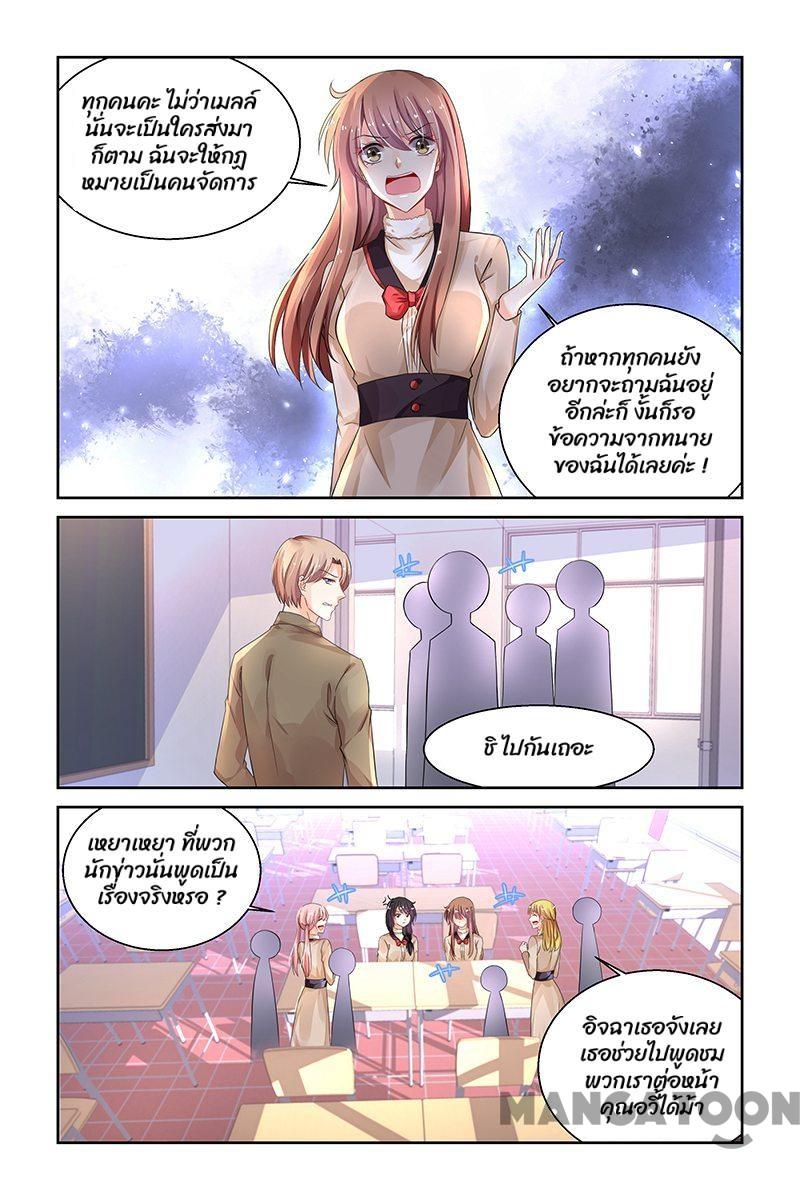 ทุกคนคะ ไม่ว่าเมลล์
นั่นจะเป็นใครส่งมา
ก็ตาม ฉันจะให้กฎ
หมายเป็นคนจัดการ
ถ้าหากทุกคนยัง
อยากจะถามฉันอยู่
อีกล่ะก็ งั้นก็รอ
ข้อความจากทนาย
ของฉันได้เลยค่ะ !
ชิ ไปกันเถอะ
เหยาเหยา ที่พวก
นักข่าวนั่นพูดเป็น
เรื่องจริงหรอ ?
อิจฉาเธอจังเลย
เธอช่วยไปพูดชม
พวกเราต่อหน้า
คุณอวี้ได้ม้า
MANGATOON